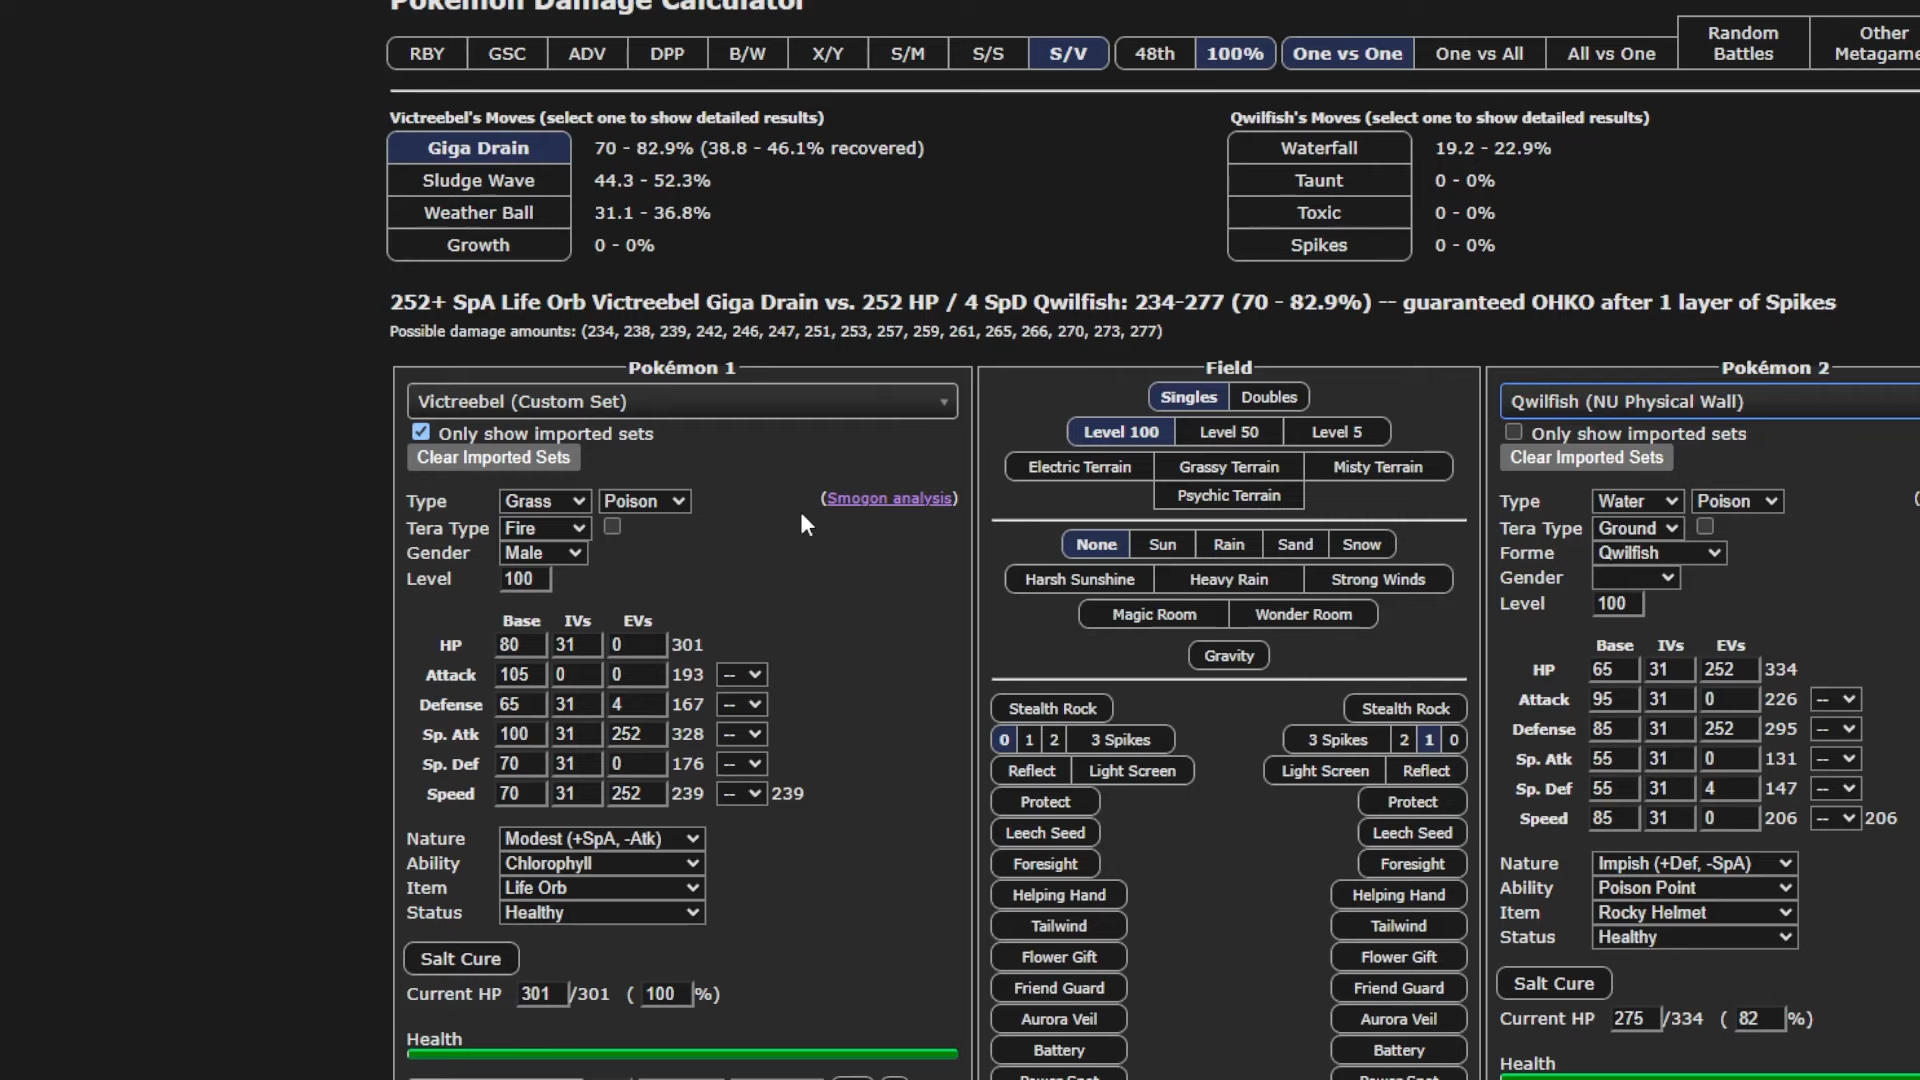 Pokémon Damage Calculator
RBY GSC ADV DPP B/W X/Y S/M S/S S/V 48th 100% One vs One One vs All All vs One Random Battles Other Metagame
Victreebel's Moves (select one to show detailed results)
Giga Drain 70 - 82.9% (38.8 - 46.1% recovered)
Sludge Wave 44.3 - 52.3%
Weather Ball 31.1 - 36.8%
Growth 0 - 0%
Qwilfish's Moves (select one to show detailed results)
Waterfall 19.2 - 22.9%
Taunt 0 - 0%
Toxic 0 - 0%
Spikes 0 - 0%
252+ SpA Life Orb Victreebel Giga Drain vs. 252 HP / 4 SpD Qwilfish: 234-277 (70 - 82.9%) -- guaranteed OHKO after 1 layer of Spikes
Possible damage amounts: (234, 238, 239, 242, 246, 247, 251, 253, 257, 259, 261, 265, 266, 270, 273, 277)
Pokémon 1
Victreebel (Custom Set)
Only show imported sets
Clear Imported Sets
Type Grass Poison (Smogon analysis)
Tera Type Fire
Gender Male
Level 100
Base IVs EVs
HP 80 31 0 301
Attack 105 0 0 193 --
Defense 65 31 4 167 --
Sp. Atk 100 31 252 328 --
Sp. Def 70 31 0 176 --
Speed 70 31 252 239 -- 239
Nature Modest (+SpA, -Atk)
Ability Chlorophyll
Item Life Orb
Status Healthy
Salt Cure
Current HP 301 /301 ( 100 %)
Health
Field
Singles Doubles
Level 100 Level 50 Level 5
Electric Terrain Grassy Terrain Misty Terrain
Psychic Terrain
None Sun Rain Sand Snow
Harsh Sunshine Heavy Rain Strong Winds
Magic Room Wonder Room
Gravity
Stealth Rock Stealth Rock
0 1 2 3 Spikes 3 Spikes 2 1 0
Reflect Light Screen Light Screen Reflect
Protect Protect
Leech Seed Leech Seed
Foresight Foresight
Helping Hand Helping Hand
Tailwind Tailwind
Flower Gift Flower Gift
Friend Guard Friend Guard
Aurora Veil Aurora Veil
Battery Battery
Power Spot Power Spot
Pokémon 2
Qwilfish (NU Physical Wall)
Only show imported sets
Clear Imported Sets
Type Water Poison (
Tera Type Ground
Forme Qwilfish
Gender
Level 100
Base IVs EVs
HP 65 31 252 334
Attack 95 31 0 226 --
Defense 85 31 252 295 --
Sp. Atk 55 31 0 131 --
Sp. Def 55 31 4 147 --
Speed 85 31 0 206 -- 206
Nature Impish (+Def, -SpA)
Ability Poison Point
Item Rocky Helmet
Status Healthy
Salt Cure
Current HP 275 /334 ( 82 %)
Health